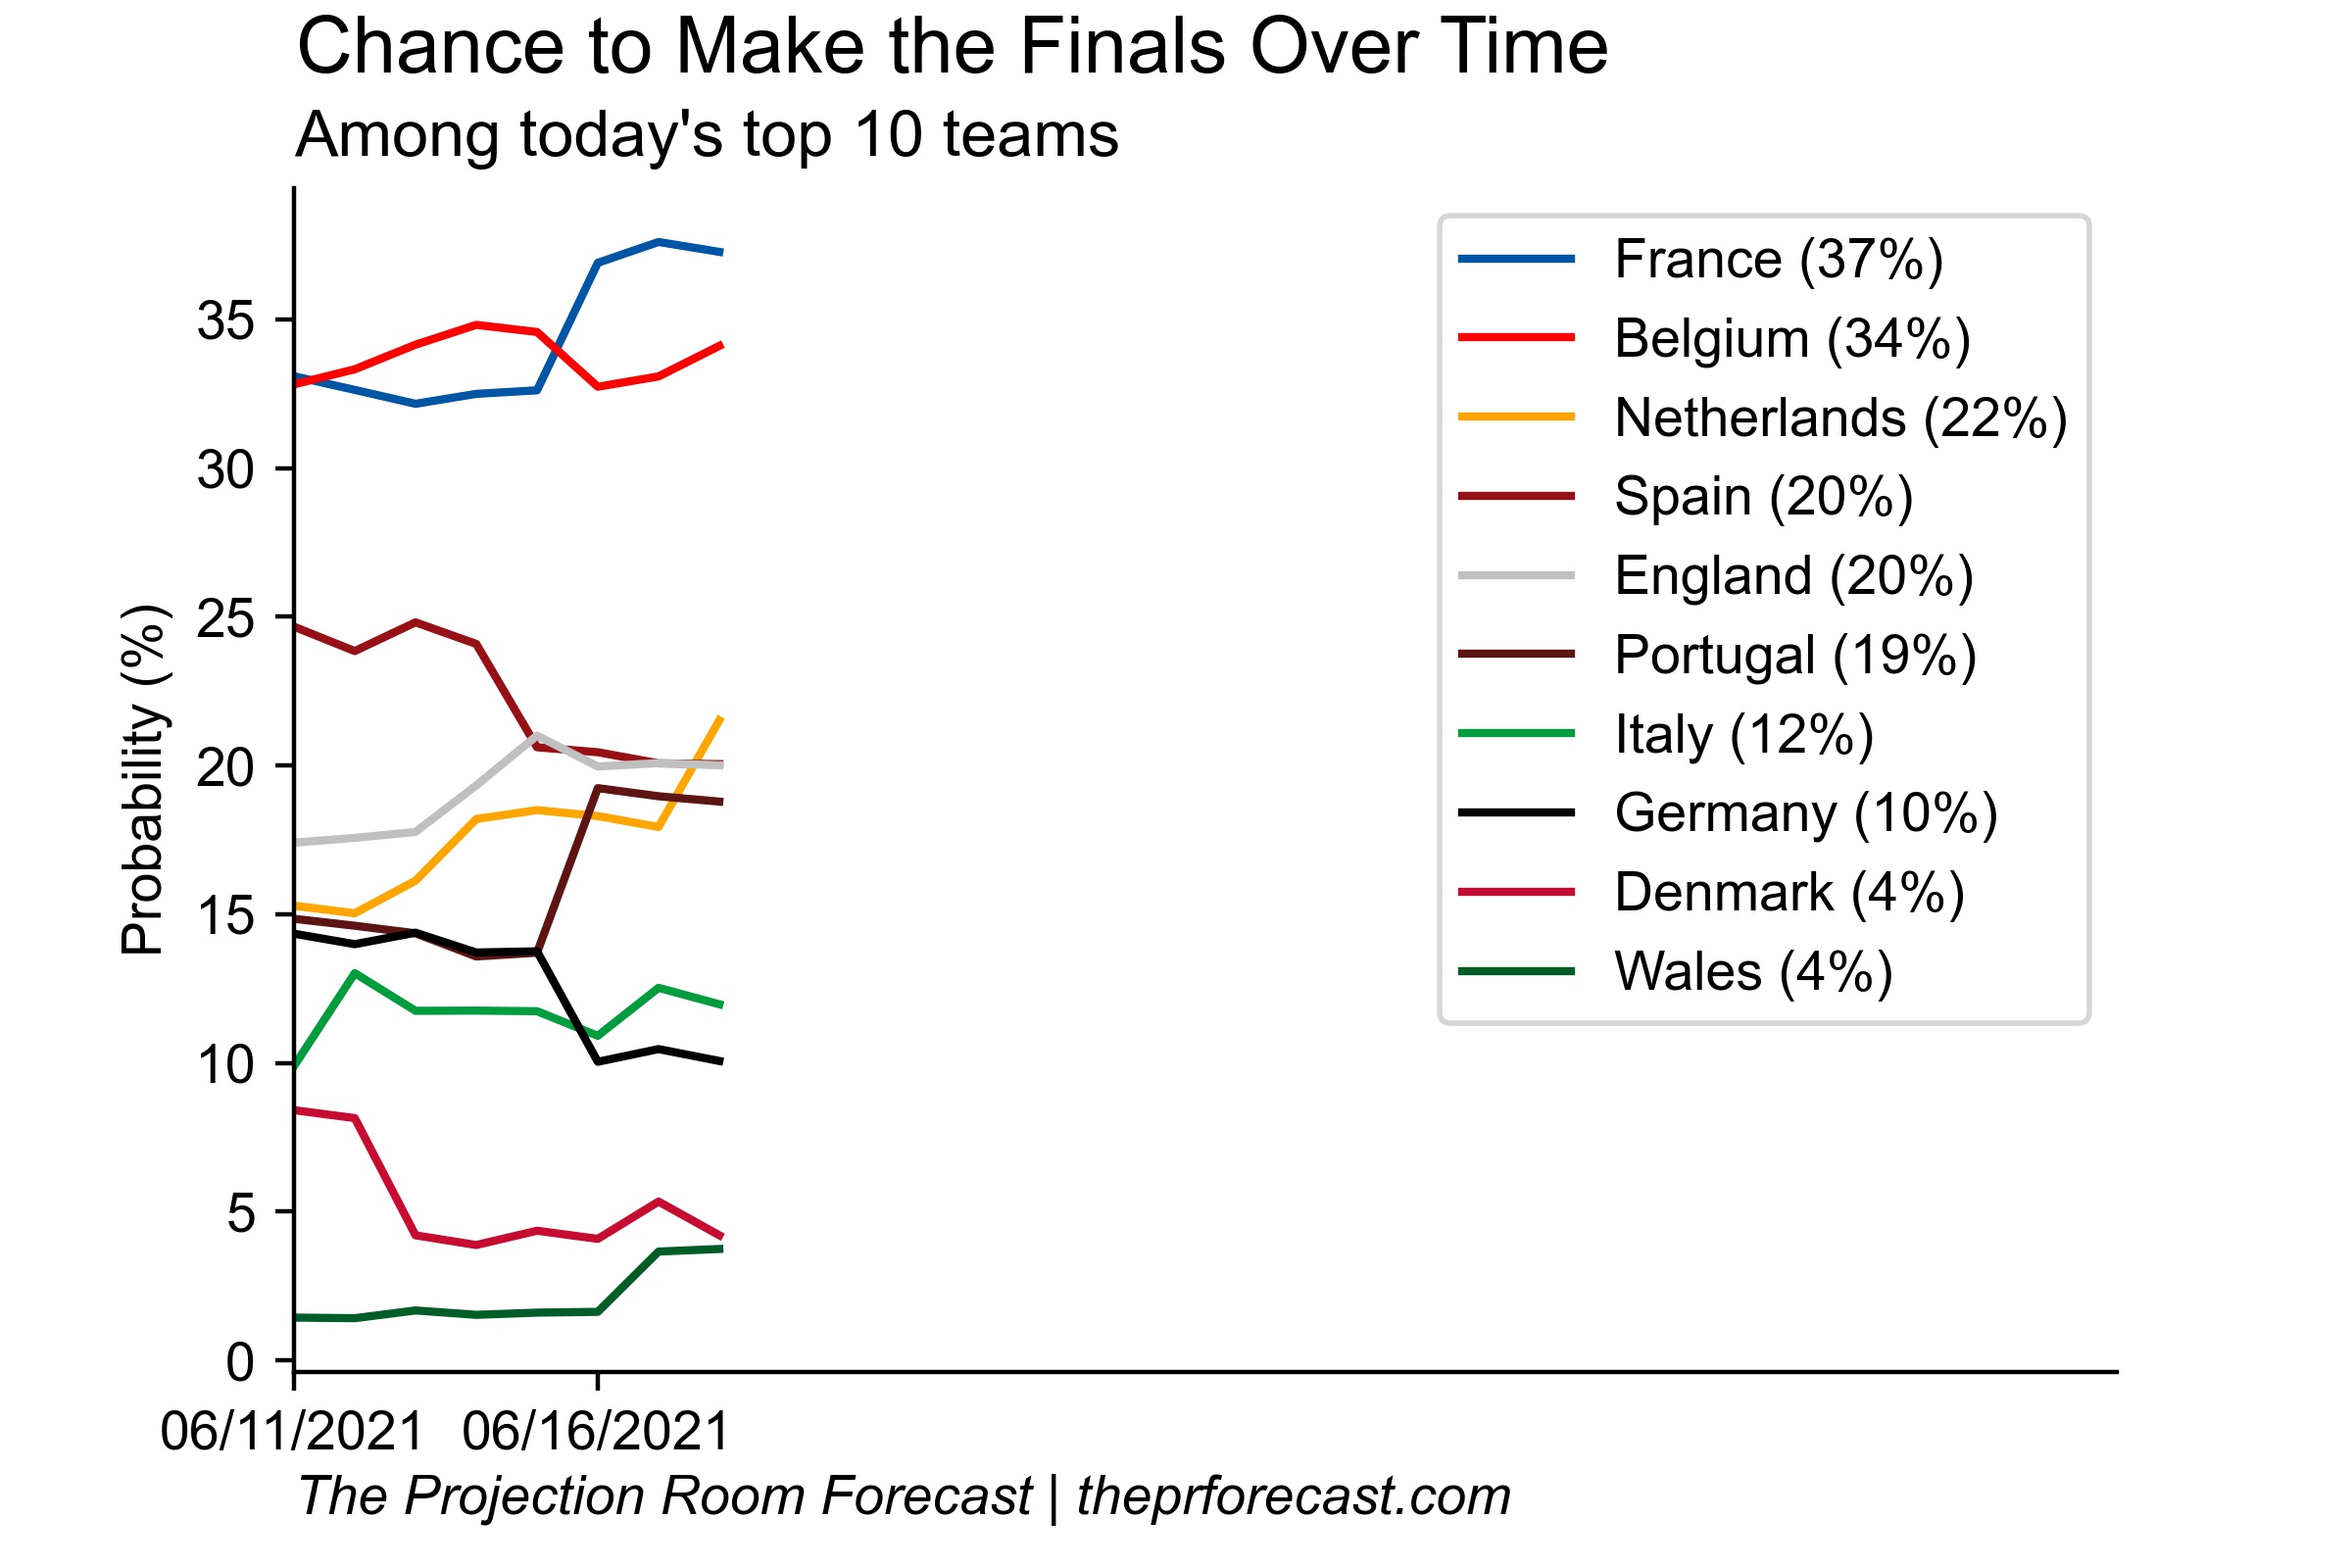 Chance to Make the Finals Over Time
Among today's top 10 teams
Probability (%)
35
30
25
20
15
10
5
0
06/11/2021 06/16/2021
France (37%)
Belgium (34%)
Netherlands (22%)
Spain (20%)
England (20%)
Portugal (19%)
Italy (12%)
Germany (10%)
Denmark (4%)
Wales (4%)
The Projection Room Forecast | theprforecast.com